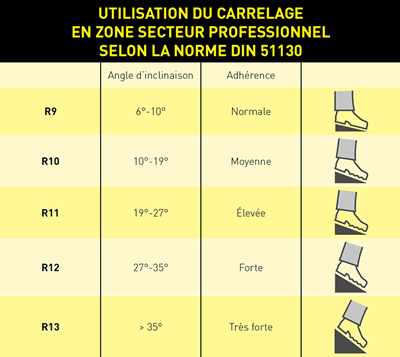 UTILISATION DU CARRELAGE
EN ZONE SECTEUR PROFESSIONNEL
SELON LA NORME DIN 51130
Angle d'inclinaison Adhérence
R9 6°-10° Normale
R10 10°-19° Moyenne
R11 19°-27° Élevée
R12 27°-35° Forte
R13 > 35° Très forte